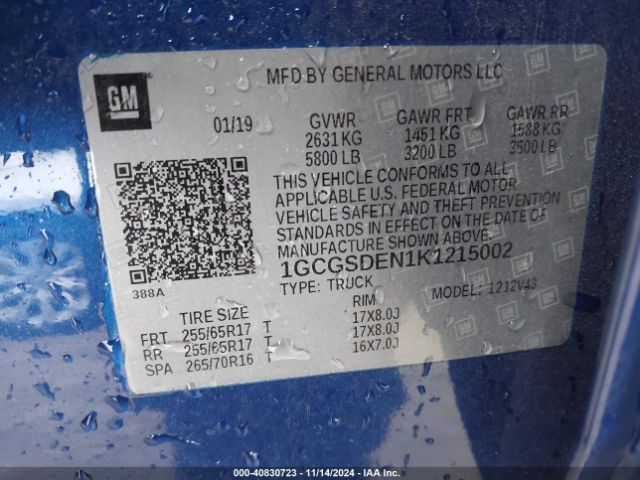 GM
MFD BY GENERAL MOTORS LLC
01/19 GVWR GAWR FRT GAWR RR
2631 KG 1451 KG 1588 KG
5800 LB 3200 LB 3500 LB
THIS VEHICLE CONFORMS TO ALL
APPLICABLE U.S. FEDERAL MOTOR
VEHICLE SAFETY AND THEFT PREVENTION
STANDARDS IN EFFECT ON THE DATE OF
MANUFACTURE SHOWN ABOVE.
1GCGSDEN1K1215002
388A TYPE: TRUCK MODEL: 1212V43
TIRE SIZE RIM
FRT 255/65R17 T 17X8.0J
RR 255/65R17 T 17X8.0J
SPA 265/70R16 T 16X7.0J
000-40830723 - 11/14/2024 - IAA Inc.